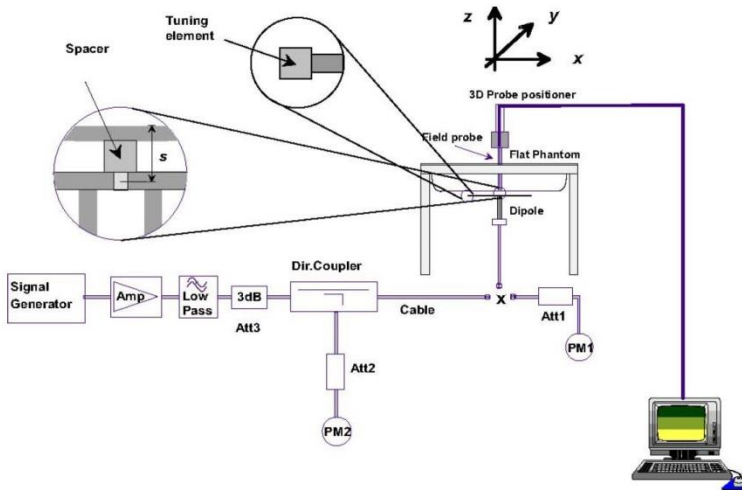 Tuning
element
Spacer
s
z
y
x
3D Probe positioner
Field probe
Flat Phantom
Dipole
Dir.Coupler
Signal
Generator
Amp
Low
Pass
3dB
Att3
Cable
x
Att1
PM1
Att2
PM2